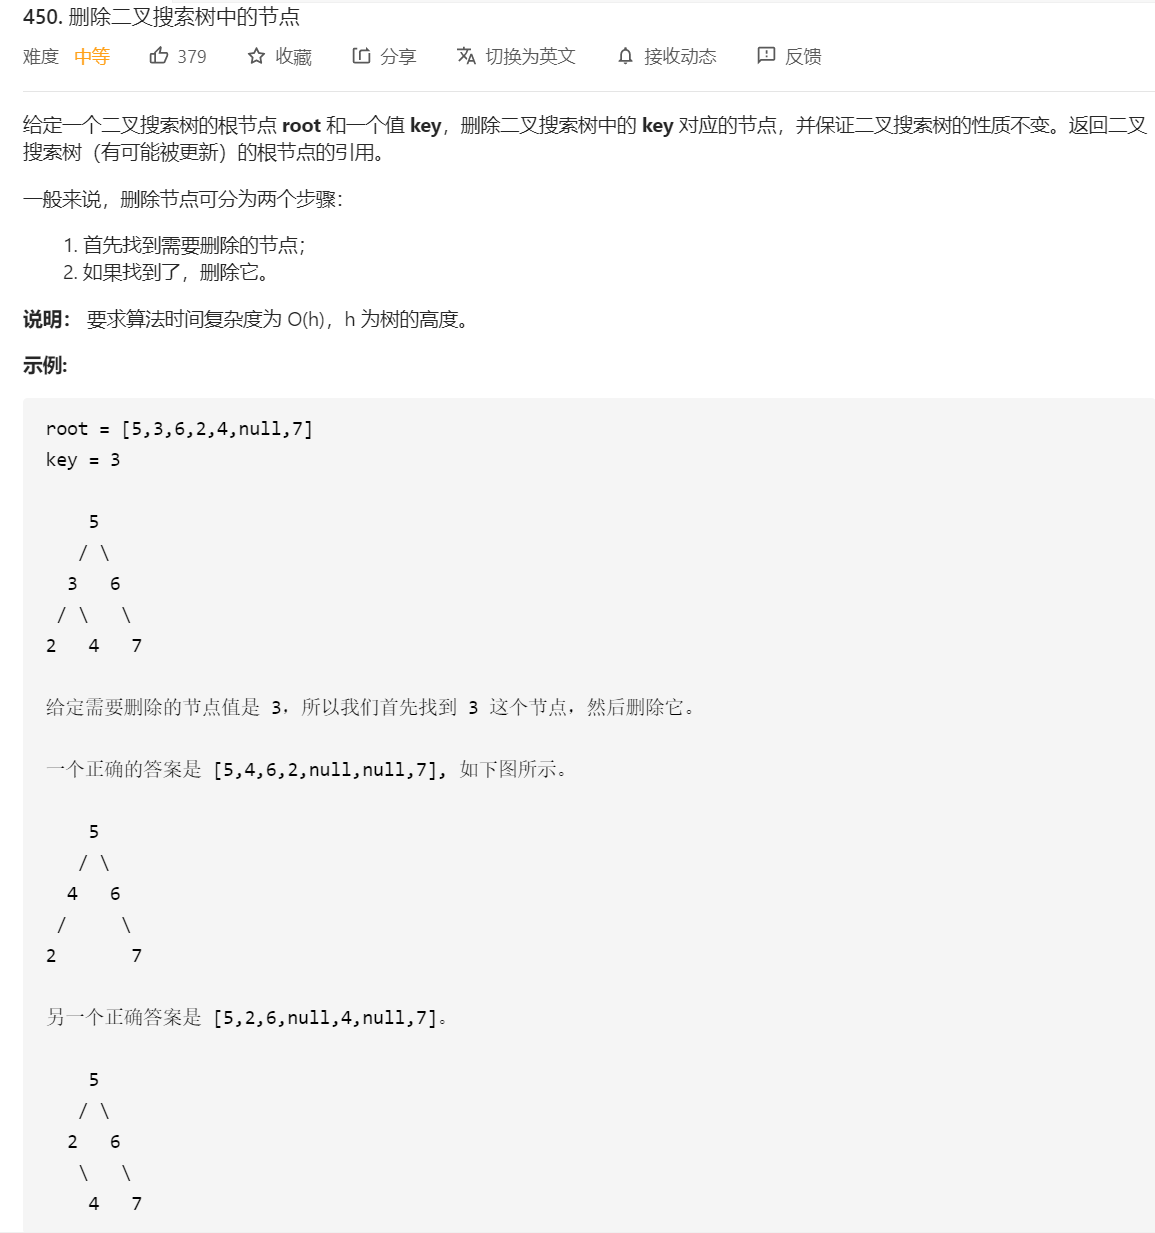 450. 删除二叉搜索树中的节点
难度 中等 379 收藏 分享 切换为英文 接收动态 反馈
给定一个二叉搜索树的根节点 root 和一个值 key，删除二叉搜索树中的 key 对应的节点，并保证二叉搜索树的性质不变。返回二叉
搜索树（有可能被更新）的根节点的引用。
一般来说，删除节点可分为两个步骤：
1. 首先找到需要删除的节点；
2. 如果找到了，删除它。
说明： 要求算法时间复杂度为 O(h)，h 为树的高度。
示例:
root = [5,3,6,2,4,null,7]
key = 3
    5
   / \
  3   6
 / \   \
2   4   7
给定需要删除的节点值是 3，所以我们首先找到 3 这个节点，然后删除它。
一个正确的答案是 [5,4,6,2,null,null,7], 如下图所示。
    5
   / \
  4   6
 /     \
2       7
另一个正确答案是 [5,2,6,null,4,null,7]。
    5
   / \
  2   6
   \   \
    4   7